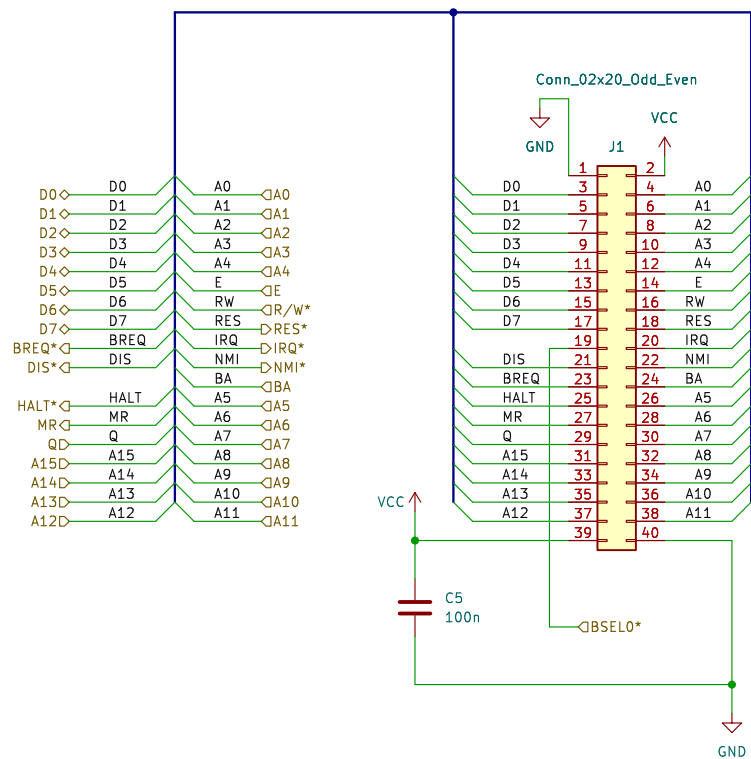 Conn_02x20_Odd_Even
VCC
GND
J1
1 2
D0 D0 A0 A0 D0 3 4 A0
D1 D1 A1 A1 D1 5 6 A1
D2 D2 A2 A2 D2 7 8 A2
D3 D3 A3 A3 D3 9 10 A3
D4 D4 A4 A4 D4 11 12 A4
D5 D5 E E D5 13 14 E
D6 D6 RW R/W* D6 15 16 RW
D7 D7 RES RES* D7 17 18 RES
BREQ* BREQ IRQ IRQ* 19 20 IRQ
DIS* DIS NMI NMI* DIS 21 22 NMI
BA BA BREQ 23 24 BA
HALT* HALT A5 A5 HALT 25 26 A5
MR MR A6 A6 MR 27 28 A6
Q Q A7 A7 Q 29 30 A7
A15 A15 A8 A8 A15 31 32 A8
A14 A14 A9 A9 A14 33 34 A9
A13 A13 A10 A10 A13 35 36 A10
A12 A12 A11 A11 A12 37 38 A11
VCC
39 40
C5
100n
BSEL0*
GND